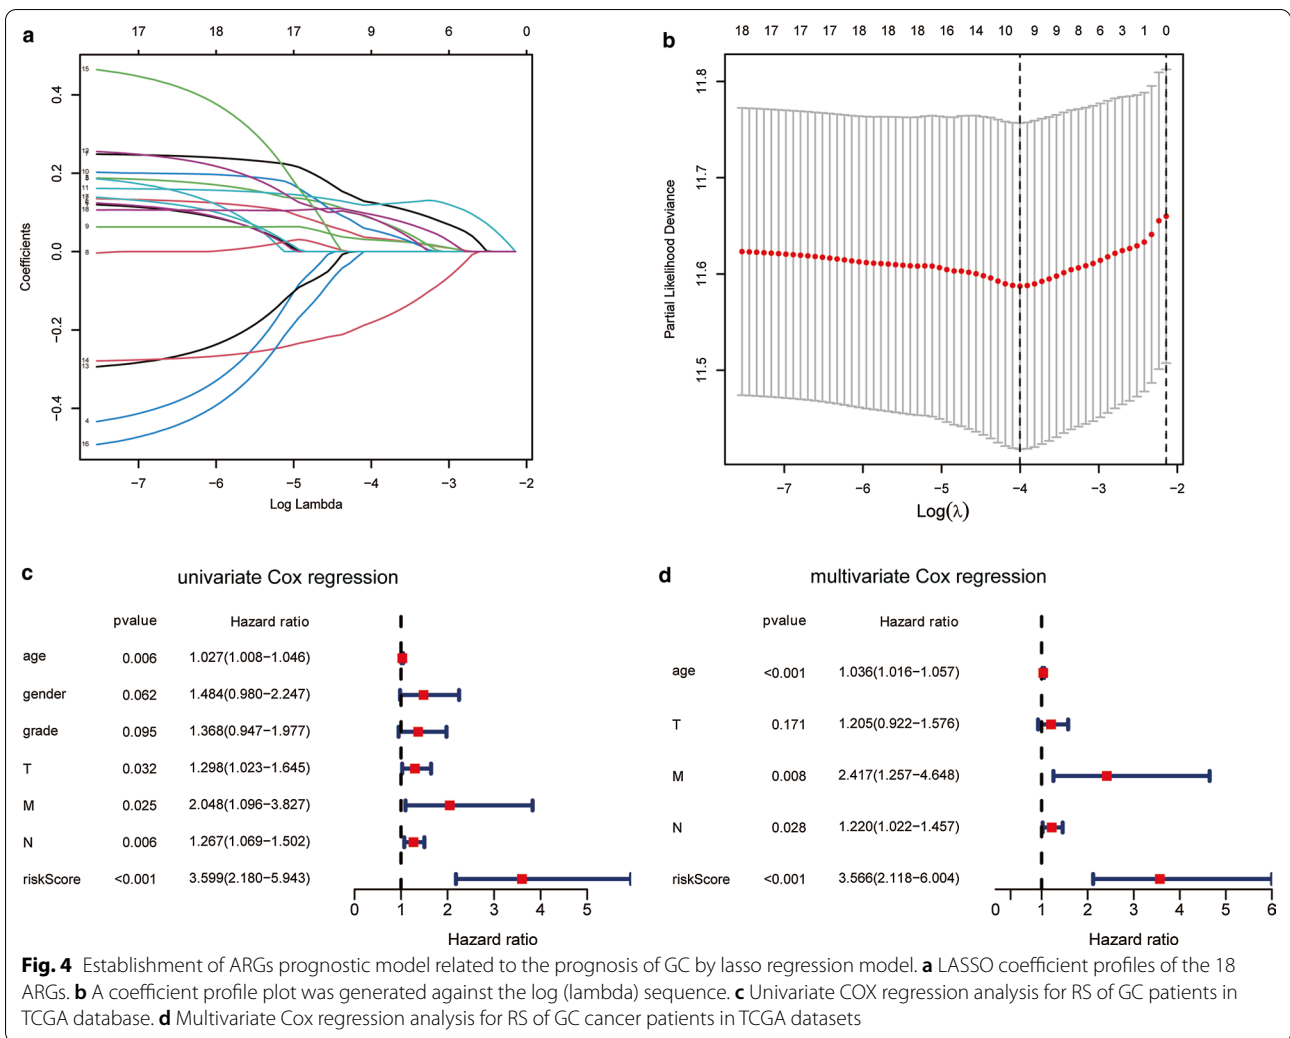 a
17 18 17 9 6 0
Coefficients
0.4
0.2
0.0
−0.2
−0.4
15
10
11
9
8
14
13
4
16
−7 −6 −5 −4 −3 −2
Log Lambda
b
18 17 17 17 18 18 18 16 14 10 9 9 8 6 3 1 0
Partial Likelihood Deviance
11.8
11.7
11.6
11.5
−7 −6 −5 −4 −3 −2
Log(λ)
c
univariate Cox regression
pvalue Hazard ratio
age 0.006 1.027(1.008−1.046)
gender 0.062 1.484(0.980−2.247)
grade 0.095 1.368(0.947−1.977)
T 0.032 1.298(1.023−1.645)
M 0.025 2.048(1.096−3.827)
N 0.006 1.267(1.069−1.502)
riskScore <0.001 3.599(2.180−5.943)
0 1 2 3 4 5
Hazard ratio
d
multivariate Cox regression
pvalue Hazard ratio
age <0.001 1.036(1.016−1.057)
T 0.171 1.205(0.922−1.576)
M 0.008 2.417(1.257−4.648)
N 0.028 1.220(1.022−1.457)
riskScore <0.001 3.566(2.118−6.004)
0 1 2 3 4 5 6
Hazard ratio
Fig. 4 Establishment of ARGs prognostic model related to the prognosis of GC by lasso regression model. a LASSO coefficient profiles of the 18
ARGs. b A coefficient profile plot was generated against the log (lambda) sequence. c Univariate COX regression analysis for RS of GC patients in
TCGA database. d Multivariate Cox regression analysis for RS of GC cancer patients in TCGA datasets